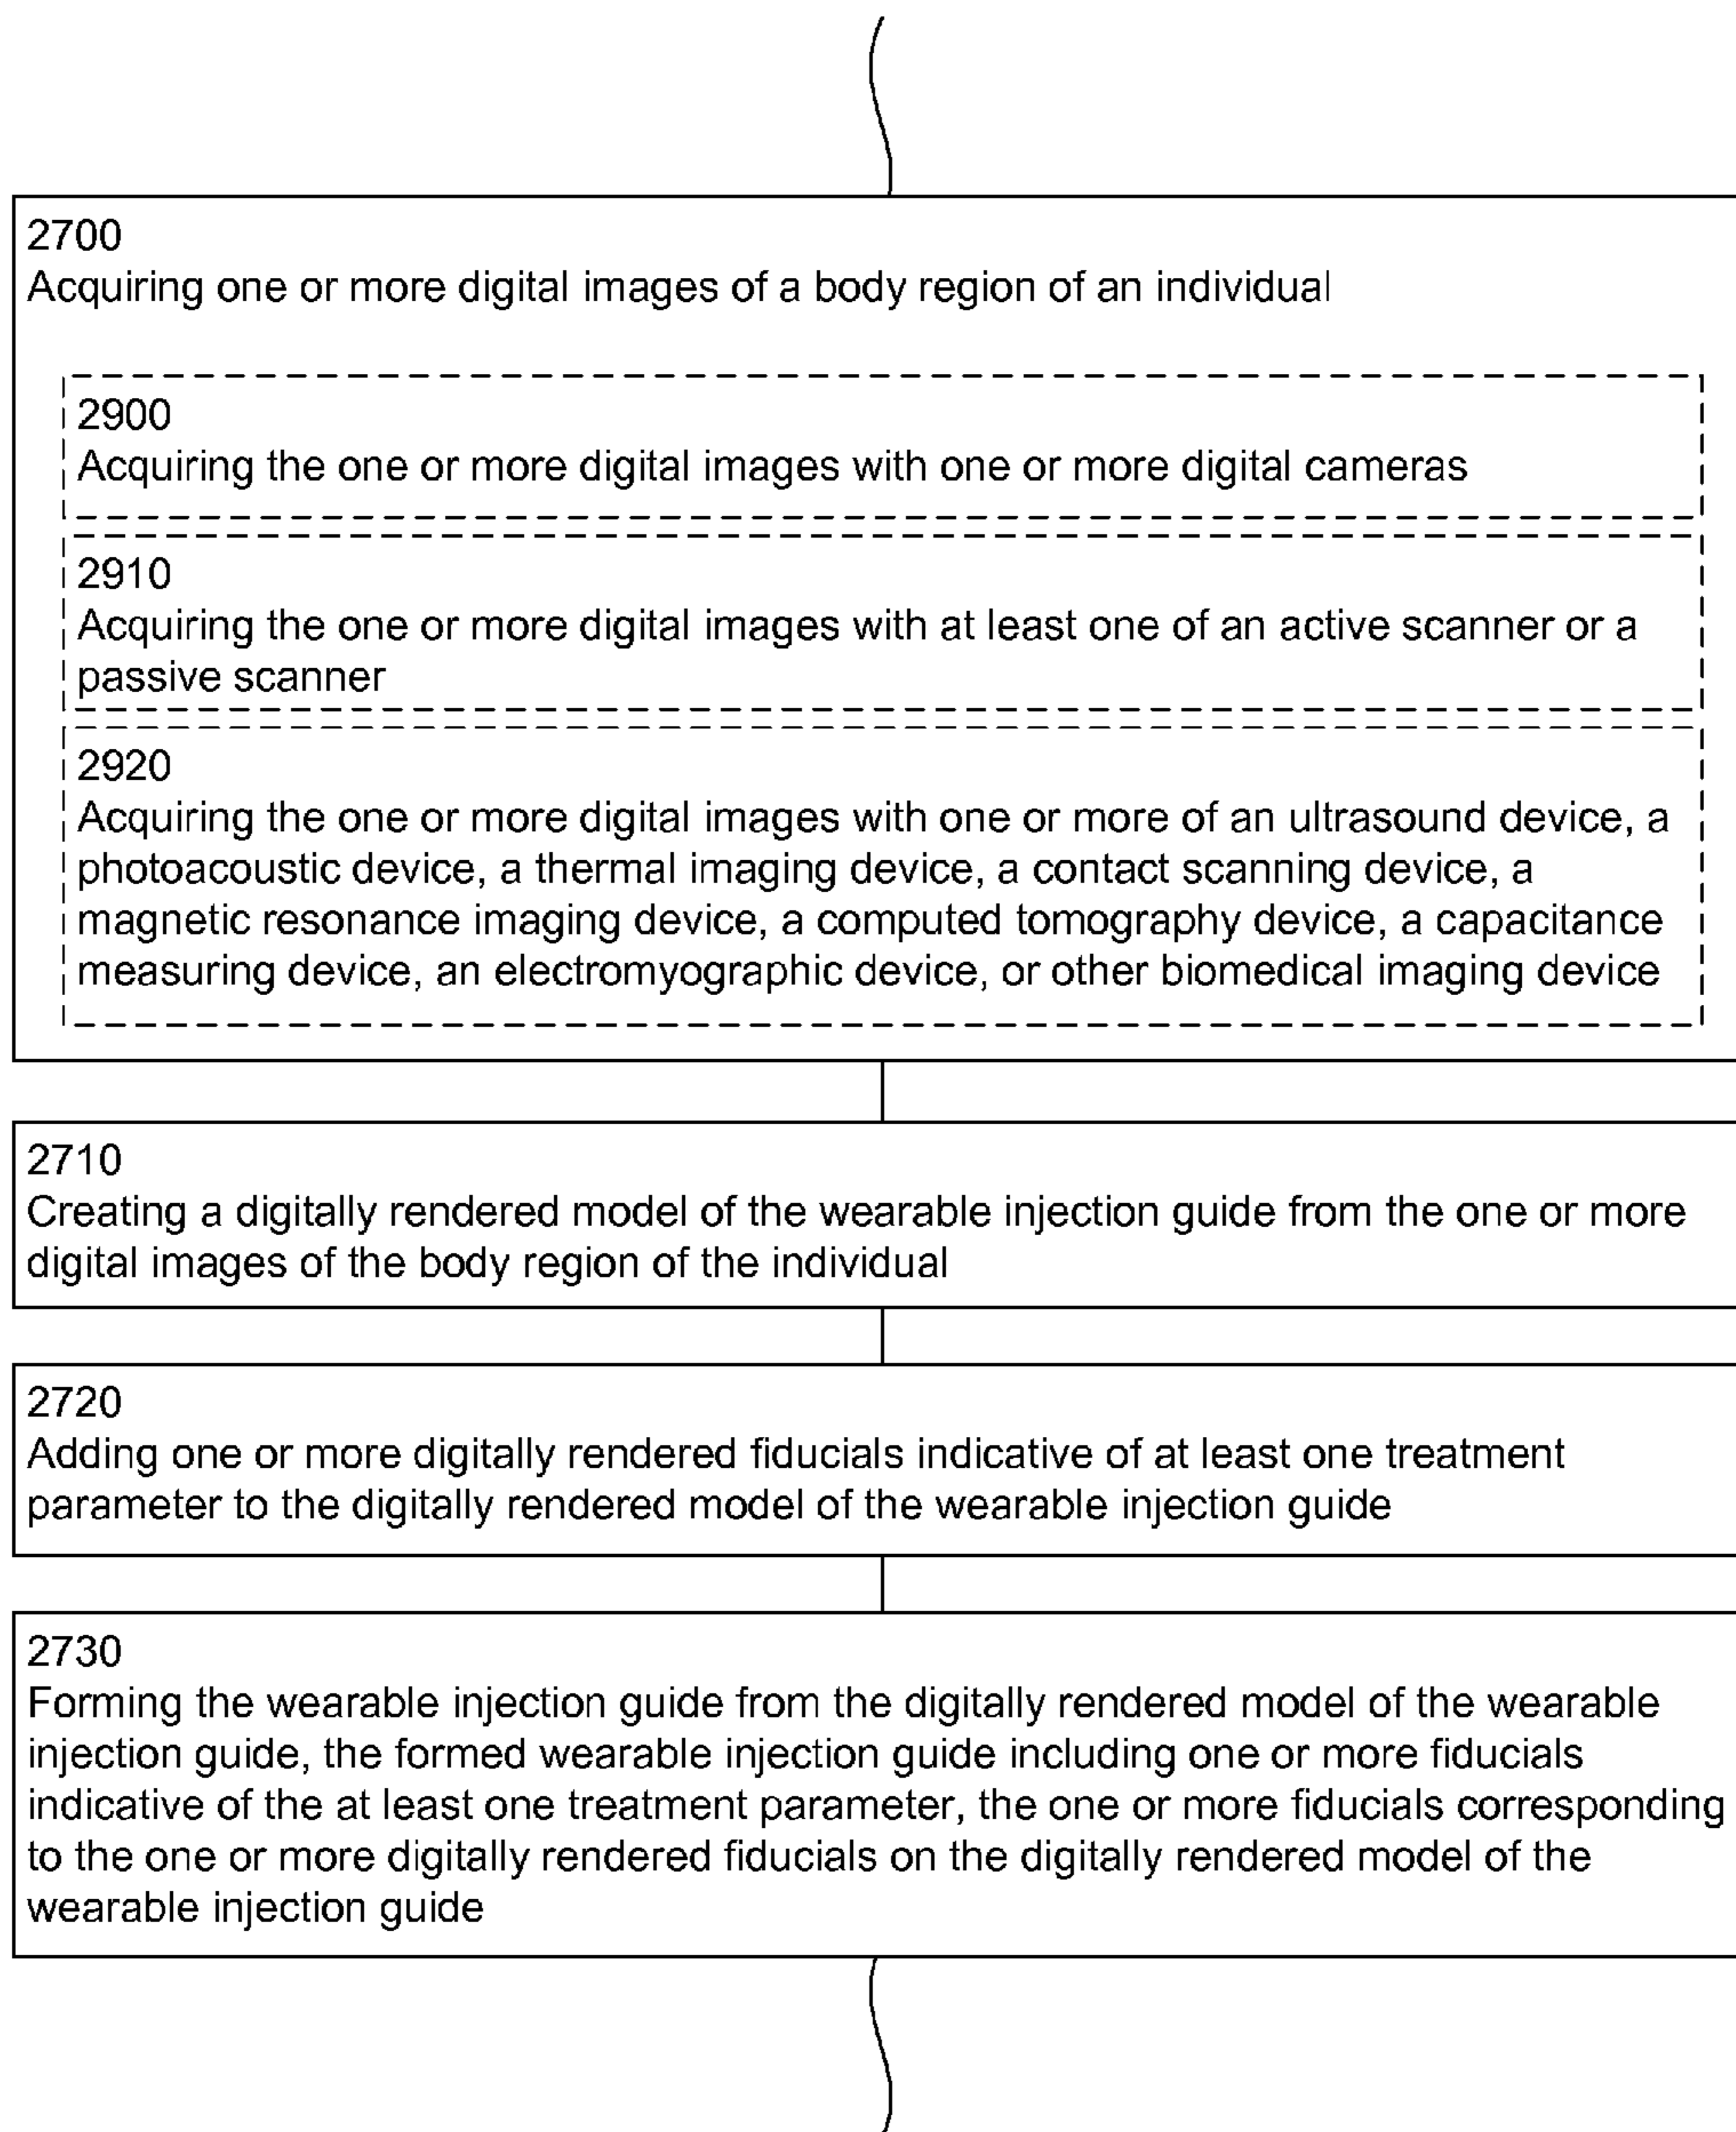 2700
Acquiring one or more digital images of a body region of an individual
2900
Acquiring the one or more digital images with one or more digital cameras
2910
Acquiring the one or more digital images with at least one of an active scanner or a
passive scanner
2920
Acquiring the one or more digital images with one or more of an ultrasound device, a
photoacoustic device, a thermal imaging device, a contact scanning device, a
magnetic resonance imaging device, a computed tomography device, a capacitance
measuring device, an electromyographic device, or other biomedical imaging device
2710
Creating a digitally rendered model of the wearable injection guide from the one or more
digital images of the body region of the individual
2720
Adding one or more digitally rendered fiducials indicative of at least one treatment
parameter to the digitally rendered model of the wearable injection guide
2730
Forming the wearable injection guide from the digitally rendered model of the wearable
injection guide, the formed wearable injection guide including one or more fiducials
indicative of the at least one treatment parameter, the one or more fiducials corresponding
to the one or more digitally rendered fiducials on the digitally rendered model of the
wearable injection guide